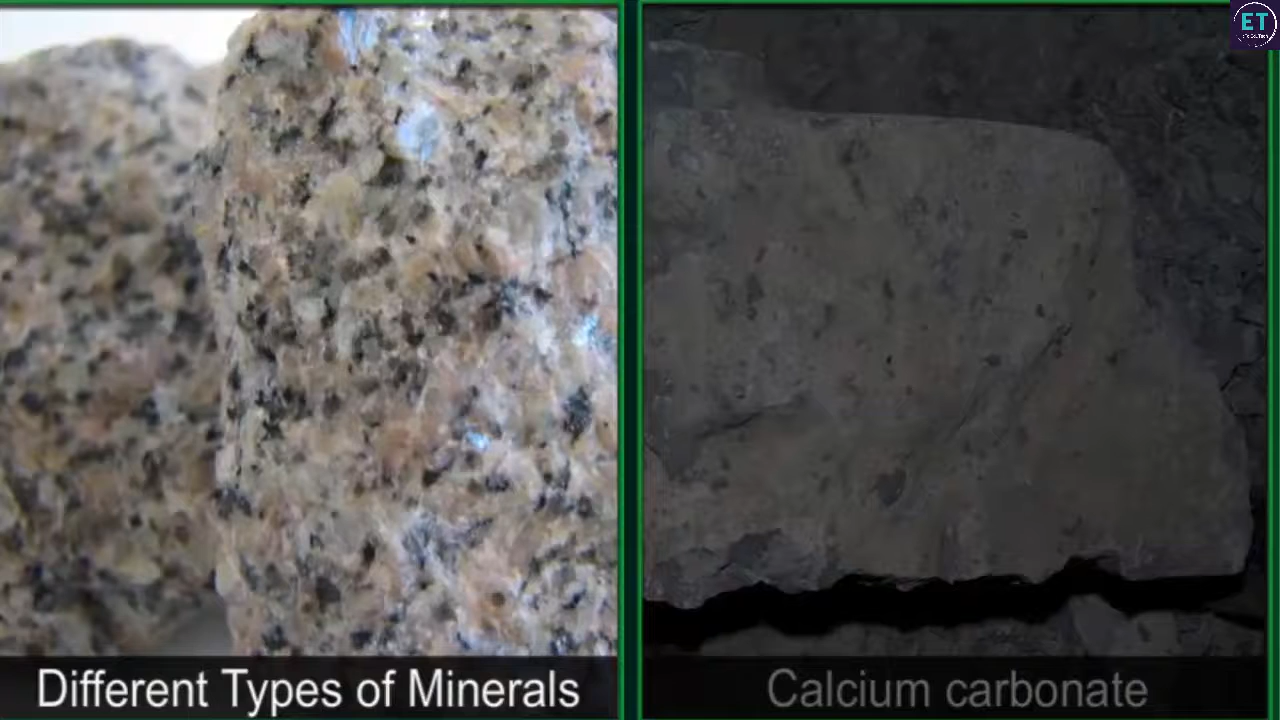 ET
Different Types of Minerals
Calcium carbonate